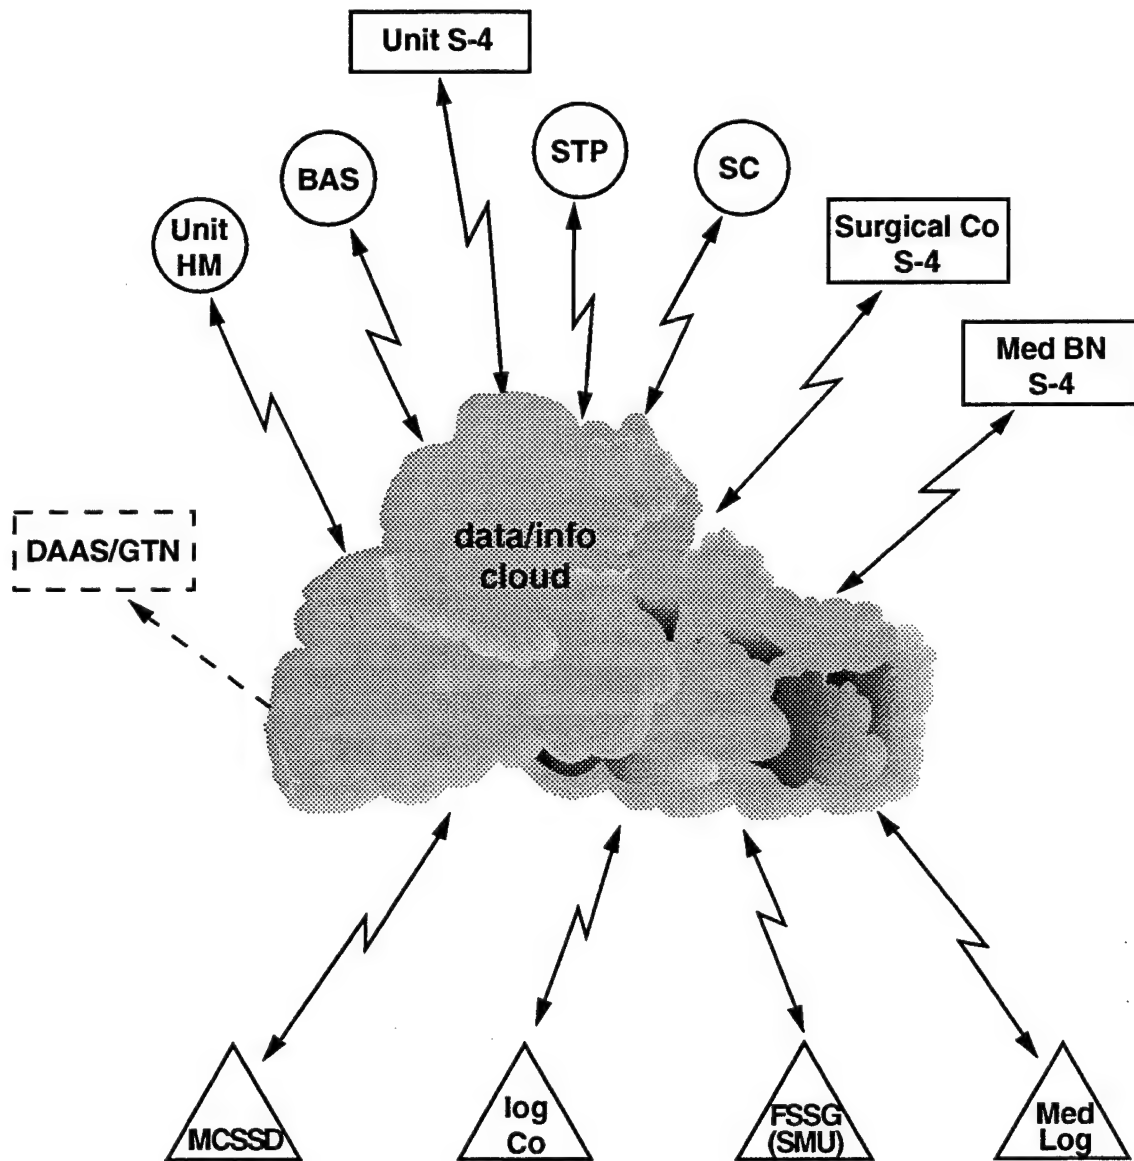 Unit S-4
STP
SC
BAS
Unit
HM
Surgical Co
S-4
Med BN
S-4
DAAS/GTN
data/info
cloud
MCSSD
log
Co
FSSG
(SMU)
Med
Log